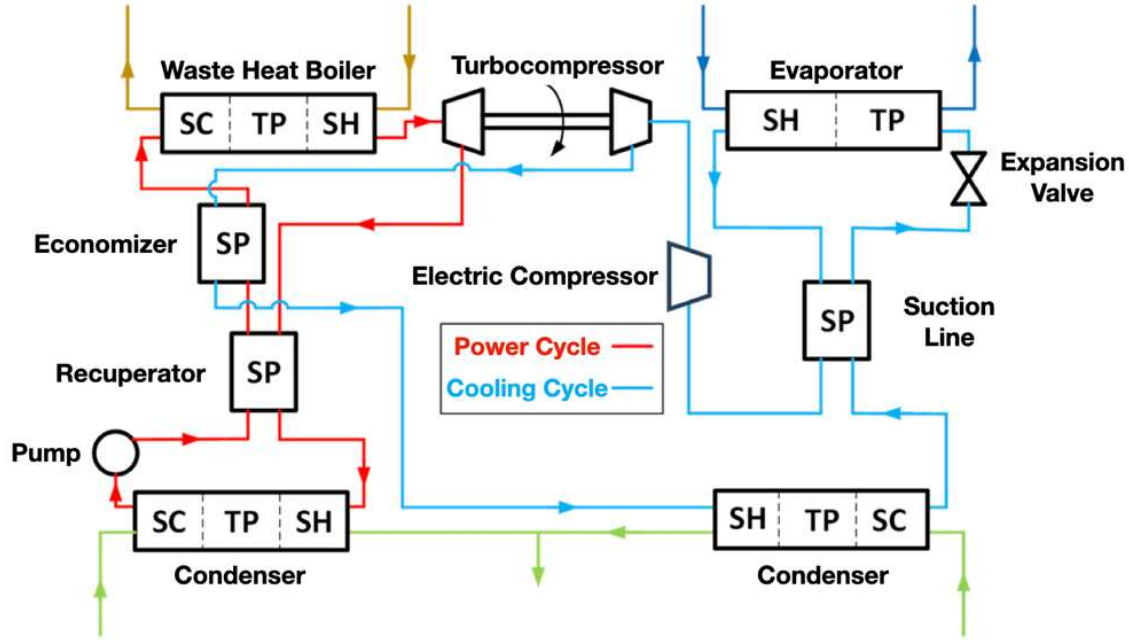 Waste Heat Boiler
Turbocompressor
Evaporator
SC TP SH
SH TP
Expansion
Valve
Economizer
SP
Electric Compressor
SP
Suction
Line
Power Cycle
Cooling Cycle
Recuperator
SP
Pump
SC TP SH
SH TP SC
Condenser
Condenser